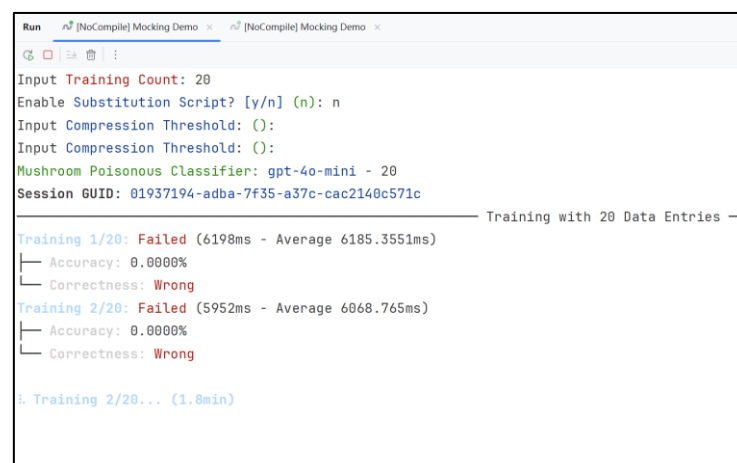 Run [NoCompile] Mocking Demo × [NoCompile] Mocking Demo ×
Input Training Count: 20
Enable Substitution Script? [y/n] (n): n
Input Compression Threshold: ():
Input Compression Threshold: ():
Mushroom Poisonous Classifier: gpt-4o-mini - 20
Session GUID: 01937194-adba-7f35-a37c-cac2140c571c
Training with 20 Data Entries
Training 1/20: Failed (6198ms - Average 6185.3551ms)
├── Accuracy: 0.0000%
└── Correctness: Wrong
Training 2/20: Failed (5952ms - Average 6068.765ms)
├── Accuracy: 0.0000%
└── Correctness: Wrong
Training 2/20... (1.8min)